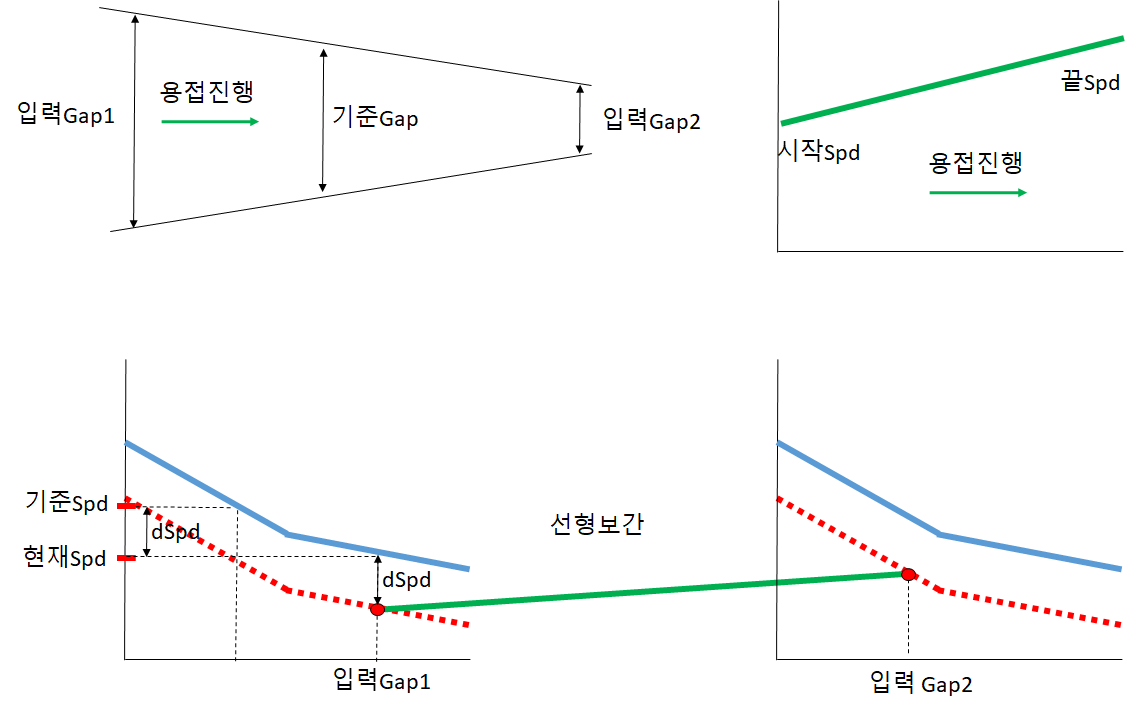 용접진행
입력Gap1
기준Gap
입력Gap2
끝Spd
시작Spd
용접진행
기준Spd
dSpd
현재Spd
dSpd
선형보간
입력Gap1
입력 Gap2